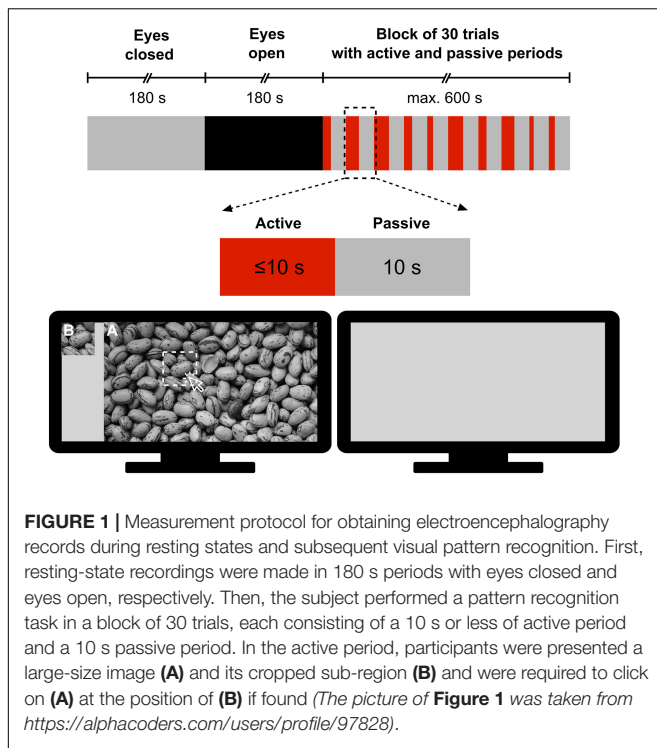 Eyes closed
Eyes open
Block of 30 trials
with active and passive periods
180 s
180 s
max. 600 s
Active
Passive
≤10 s
10 s
B
A
FIGURE 1 | Measurement protocol for obtaining electroencephalography
records during resting states and subsequent visual pattern recognition. First,
resting-state recordings were made in 180 s periods with eyes closed and
eyes open, respectively. Then, the subject performed a pattern recognition
task in a block of 30 trials, each consisting of a 10 s or less of active period
and a 10 s passive period. In the active period, participants were presented a
large-size image (A) and its cropped sub-region (B) and were required to click
on (A) at the position of (B) if found (The picture of Figure 1 was taken from
https://alphacoders.com/users/profile/97828).